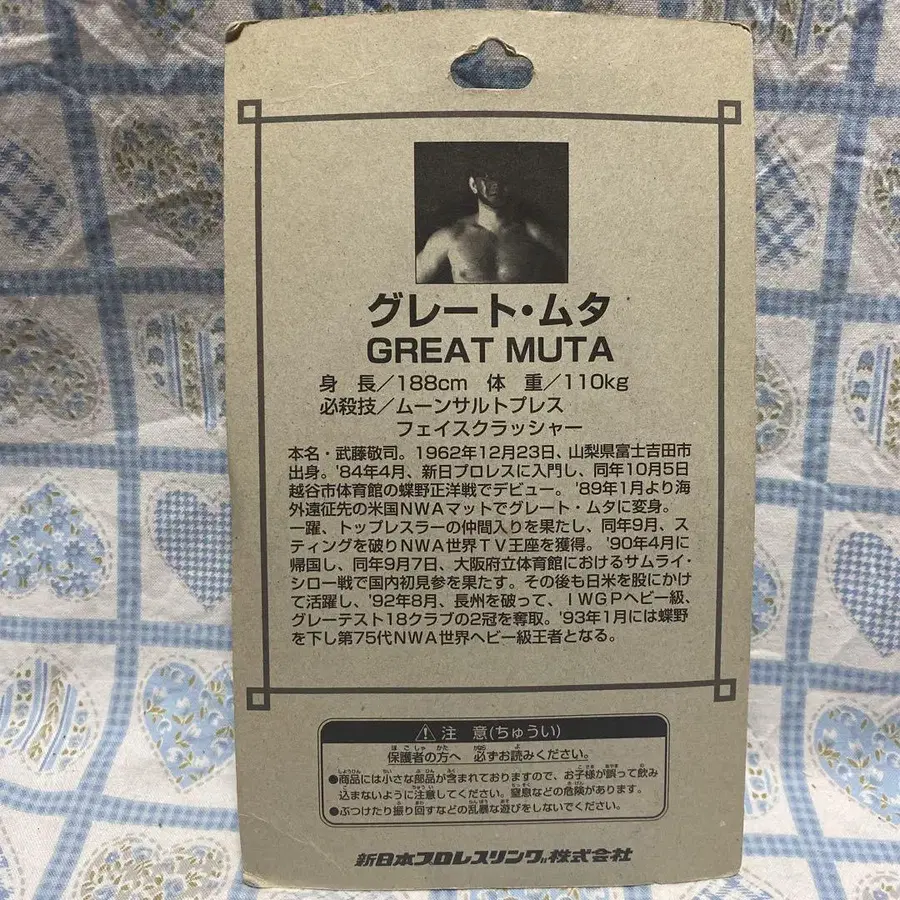 グレート・ムタ
GREAT MUTA
身 長/188cm 体 重/110kg
必殺技/ムーンサルトプレス
フェイスクラッシャー
本名・武藤敬司。1962年12月23日、山梨県富士吉田市
出身。'84年4月、新日プロレスに入門し、同年10月5日
越谷市体育館の蝶野正洋戦でデビュー。'89年1月より海
外遠征先の米国NWAマットでグレート・ムタに変身。
一躍、トップレスラーの仲間入りを果たし、同年9月、ス
ティングを破りNWA世界TV王座を獲得。'90年4月に
帰国し、同年9月7日、大阪府立体育館におけるサムライ・
シロー戦で国内初見参を果たす。その後も日米を股にかけ
て活躍し、'92年8月、長州を破って、IWGPヘビー級、
グレーテスト18クラブの2冠を奪取。'93年1月には蝶野
を下し第75代NWA世界ヘビー級王者となる。
⚠注 意(ちゅうい)
保護者の方へ 必ずお読みください。
●商品には小さな部品が含まれておりますので、お子様が誤って飲み
込まないように注意してください。窒息などの危険があります。
●ぶつけたり振り回すなどの乱暴な遊びをしないでください。
新日本プロレスリング株式会社